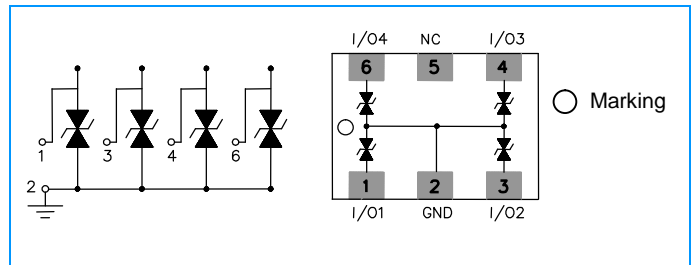 1
3
4
6
2
I/O4 NC I/O3
6 5 4
Marking
1 2 3
I/O1 GND I/O2